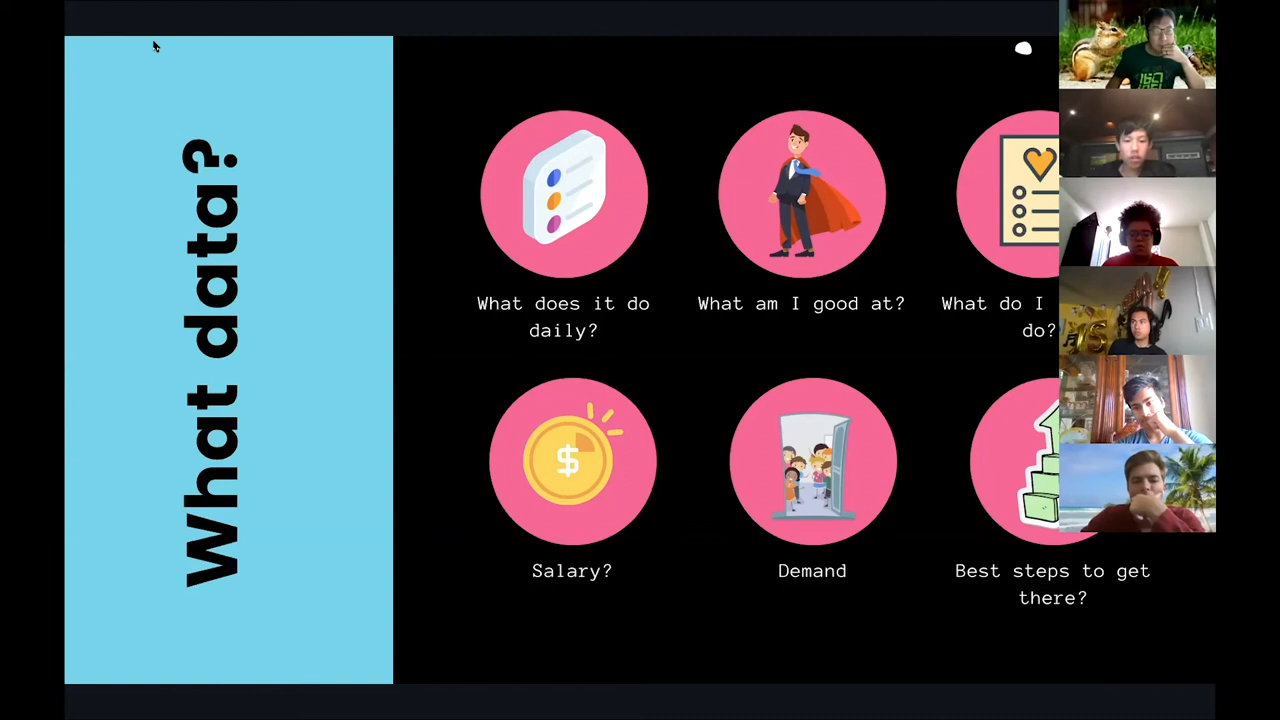 What data?
What does it do
daily?
What am I good at?
What do I
do?
Salary?
Demand
Best steps to get
there?